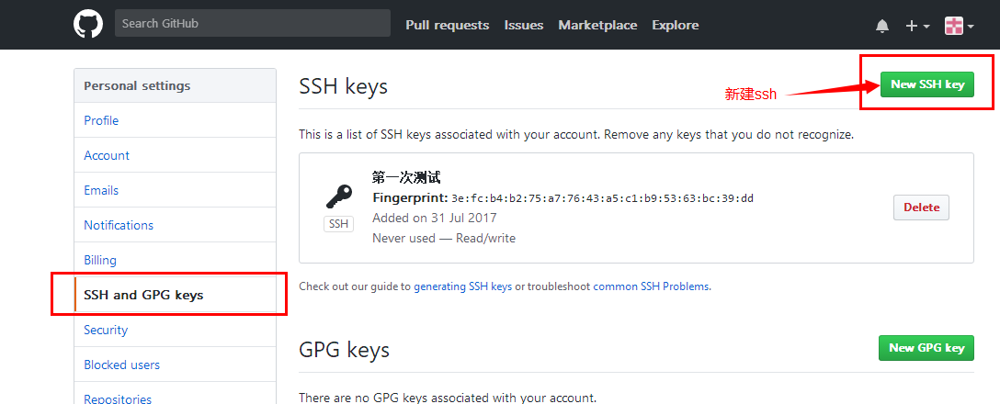 Search GitHub Pull requests Issues Marketplace Explore
Personal settings
Profile
Account
Emails
Notifications
Billing
SSH and GPG keys
Security
Blocked users
Repositories
SSH keys
新建ssh
New SSH key
This is a list of SSH keys associated with your account. Remove any keys that you do not recognize.
第一次测试
Fingerprint: 3e:fc:b4:b2:75:a7:76:43:a5:c1:b9:53:63:bc:39:dd
SSH
Added on 31 Jul 2017
Never used — Read/write
Delete
Check out our guide to generating SSH keys or troubleshoot common SSH Problems.
GPG keys
New GPG key
There are no GPG keys associated with your account.